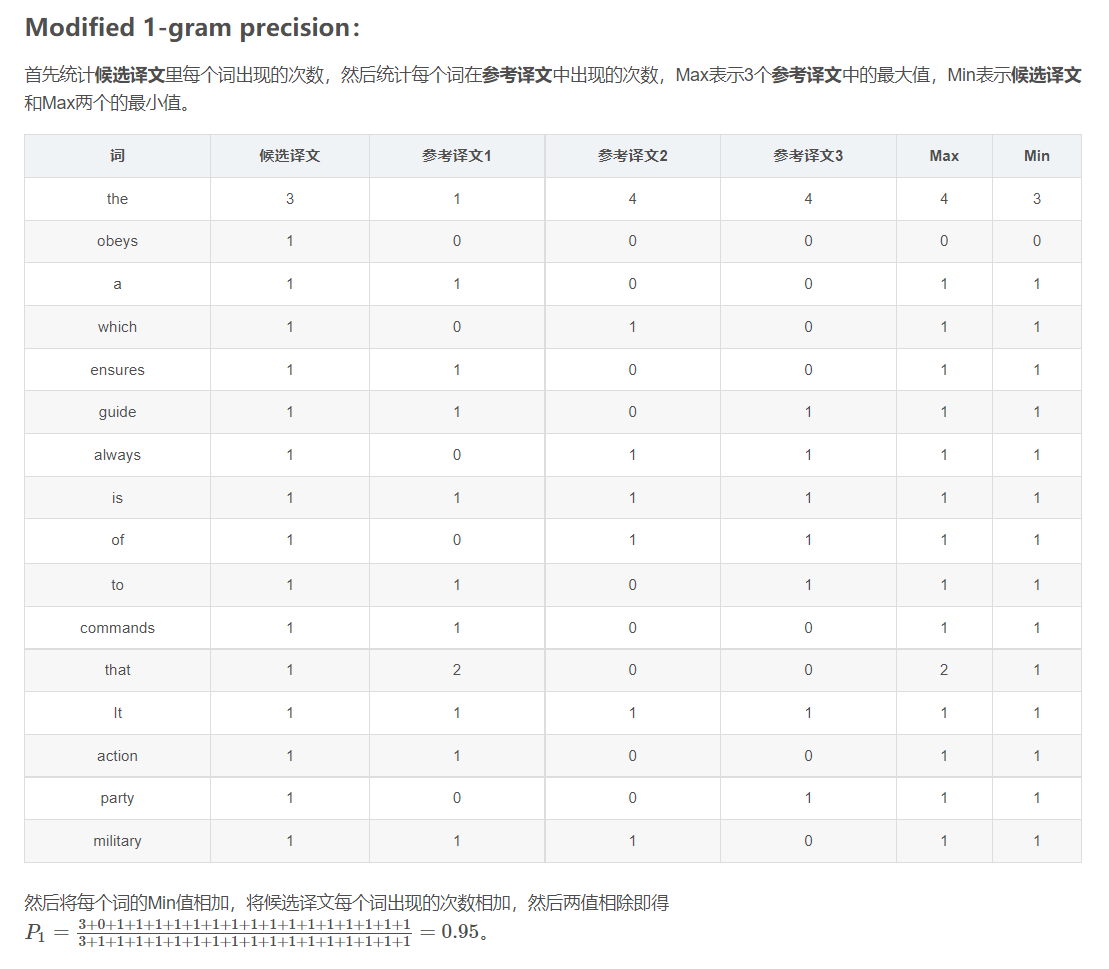 Modified 1-gram precision：
首先统计候选译文里每个词出现的次数，然后统计每个词在参考译文中出现的次数，Max表示3个参考译文中的最大值，Min表示候选译文
和Max两个的最小值。
词 候选译文 参考译文1 参考译文2 参考译文3 Max Min
the 3 1 4 4 4 3
obeys 1 0 0 0 0 0
a 1 1 0 0 1 1
which 1 0 1 0 1 1
ensures 1 1 0 0 1 1
guide 1 1 0 1 1 1
always 1 0 1 1 1 1
is 1 1 1 1 1 1
of 1 0 1 1 1 1
to 1 1 0 1 1 1
commands 1 1 0 0 1 1
that 1 2 0 0 2 1
It 1 1 1 1 1 1
action 1 1 0 0 1 1
party 1 0 0 1 1 1
military 1 1 1 0 1 1
然后将每个词的Min值相加，将候选译文每个词出现的次数相加，然后两值相除即得
P1 = 3+0+1+1+1+1+1+1+1+1+1+1+1+1+1+1+1+1 / 3+1+1+1+1+1+1+1+1+1+1+1+1+1+1+1+1+1 = 0.95。